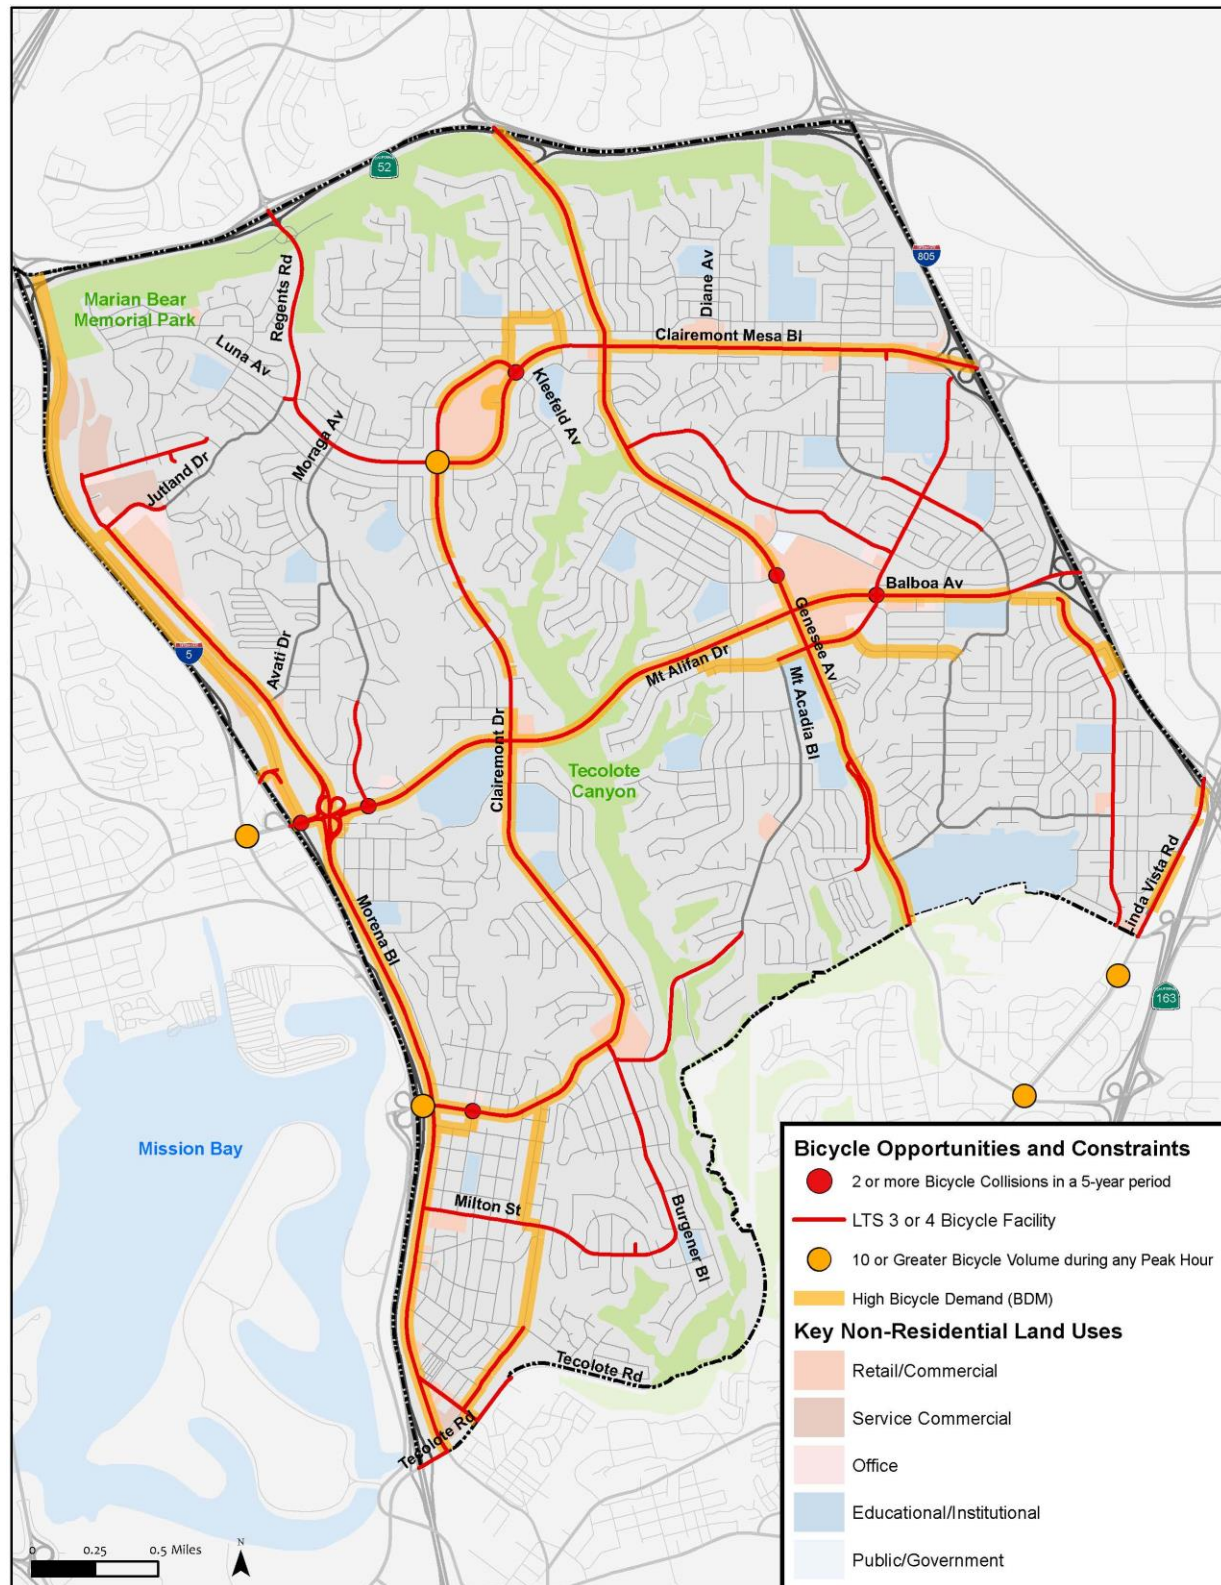 CALIFORNIA
52
INTERSTATE
805
Marian Bear
Memorial Park
Regents Rd
Diane Av
Clairemont Mesa Bl
Luna Av
Kleefeld Av
Moraga Av
Jutland Dr
Balboa Av
Genesee Av
5
Avati Dr
Mt Alifan Dr
Mt Acadia Bl
Clairemont Dr
Tecolote
Canyon
Linda Vista Rd
Morena Bl
CALIFORNIA
163
Mission Bay
Milton St
Burgener Bl
Tecolote Rd
Tecolote Rd
Bicycle Opportunities and Constraints
2 or more Bicycle Collisions in a 5-year period
LTS 3 or 4 Bicycle Facility
10 or Greater Bicycle Volume during any Peak Hour
High Bicycle Demand (BDM)
Key Non-Residential Land Uses
Retail/Commercial
Service Commercial
Office
Educational/Institutional
Public/Government
0 0.25 0.5 Miles
N